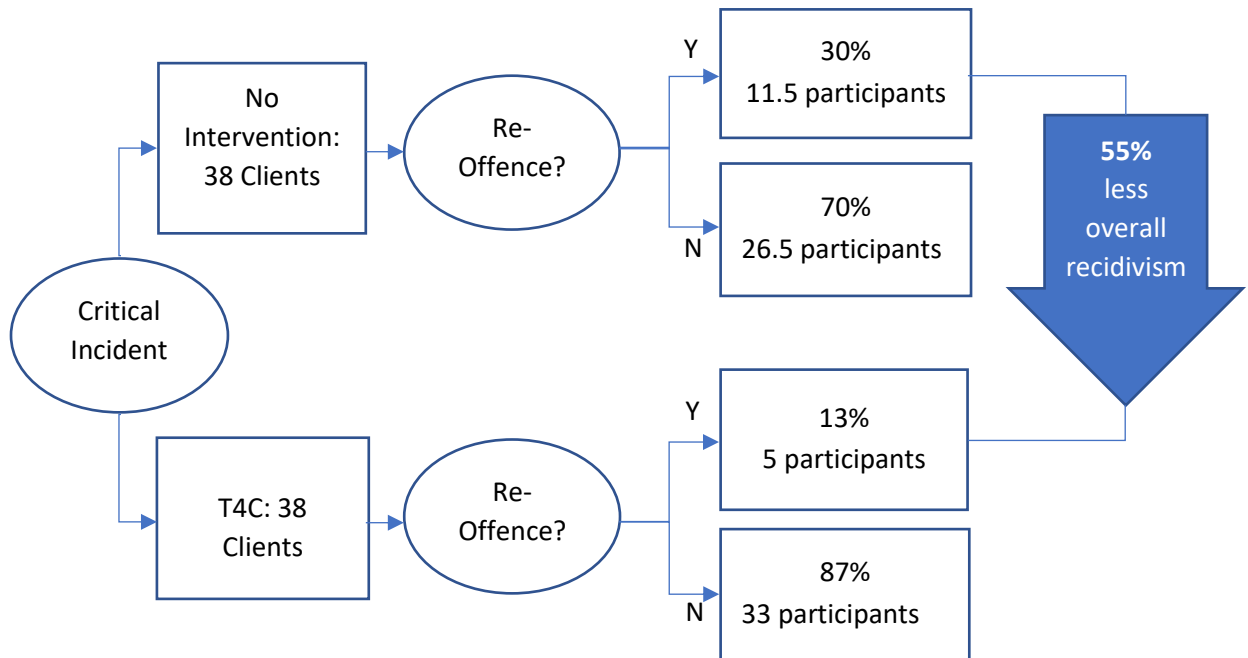 No
Intervention:
38 Clients
Re-
Offence?
Y
30%
11.5 participants
N
70%
26.5 participants
55%
less
overall
recidivism
Critical
Incident
T4C: 38
Clients
Re-
Offence?
Y
13%
5 participants
N
87%
33 participants